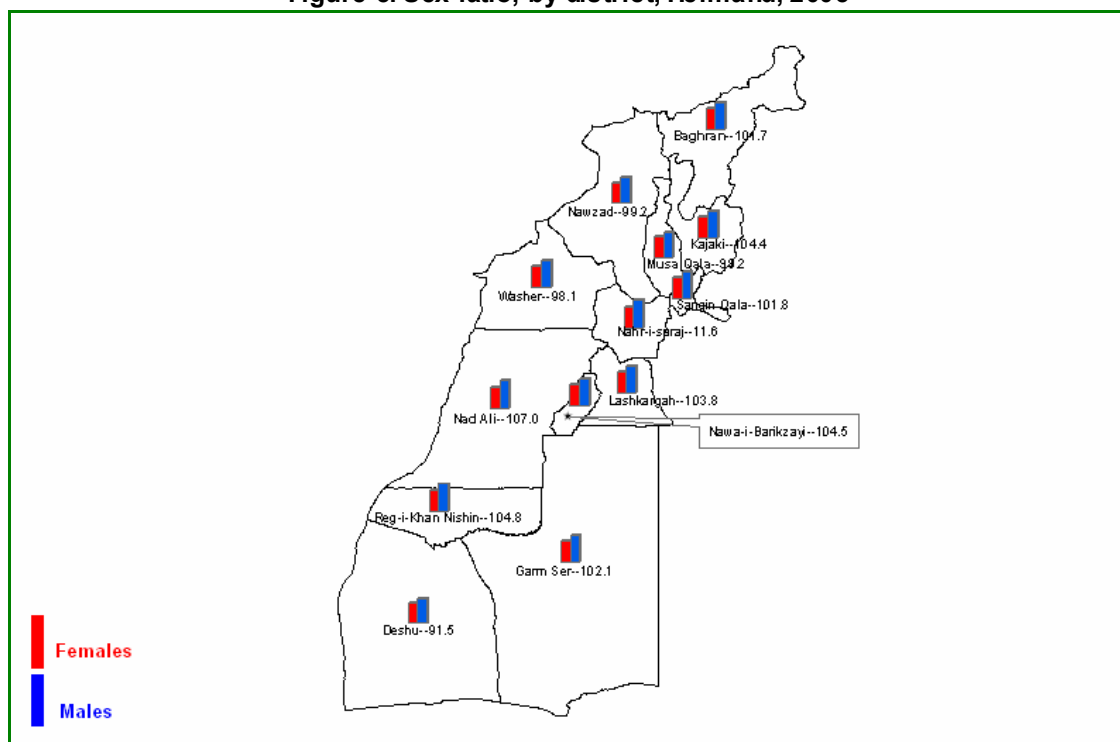 Baghran--101.7
Nawzad--99.2
Kajaki--104.4
Musa Qala--99.2
Washer--98.1
Sangin Qala--101.8
Nahr-i-saraj--11.6
Lashkargah--103.8
Nad Ali--107.0
Nawa-i-Barikzayi--104.5
Reg-i-Khan Nishin--104.8
Garm Ser--102.1
Deshu--91.5
Females
Males